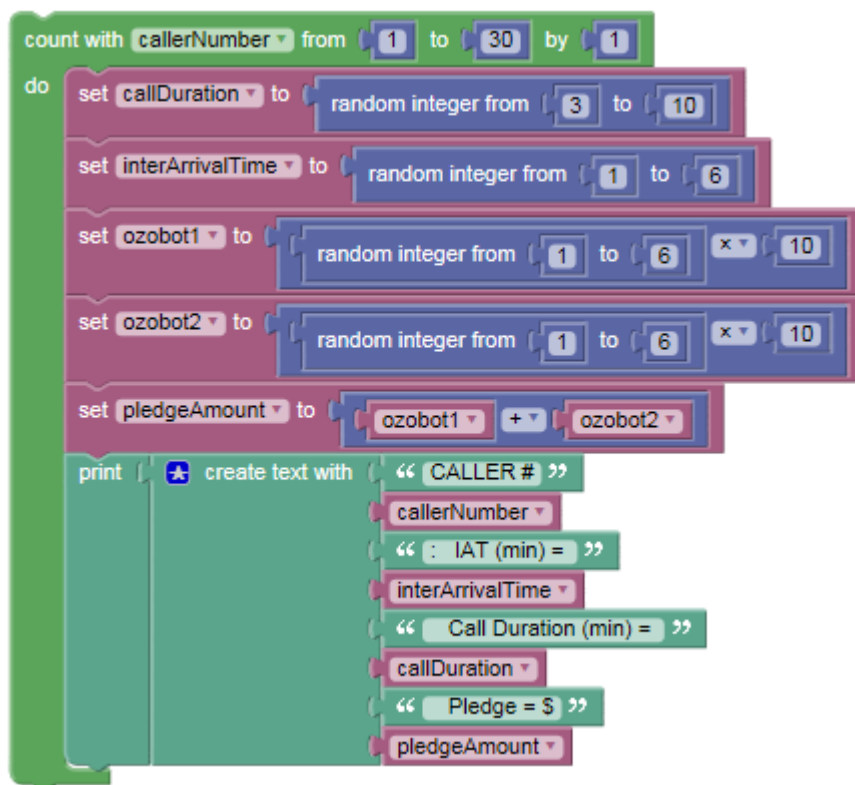 count with callerNumber from 1 to 30 by 1
do set callDuration to random integer from 3 to 10
set interArrivalTime to random integer from 1 to 6
set ozobot1 to random integer from 1 to 6 × 10
set ozobot2 to random integer from 1 to 6 × 10
set pledgeAmount to ozobot1 + ozobot2
print create text with “ CALLER # ”
callerNumber
“ : IAT (min) = ”
interArrivalTime
“ Call Duration (min) = ”
callDuration
“ Pledge = $ ”
pledgeAmount